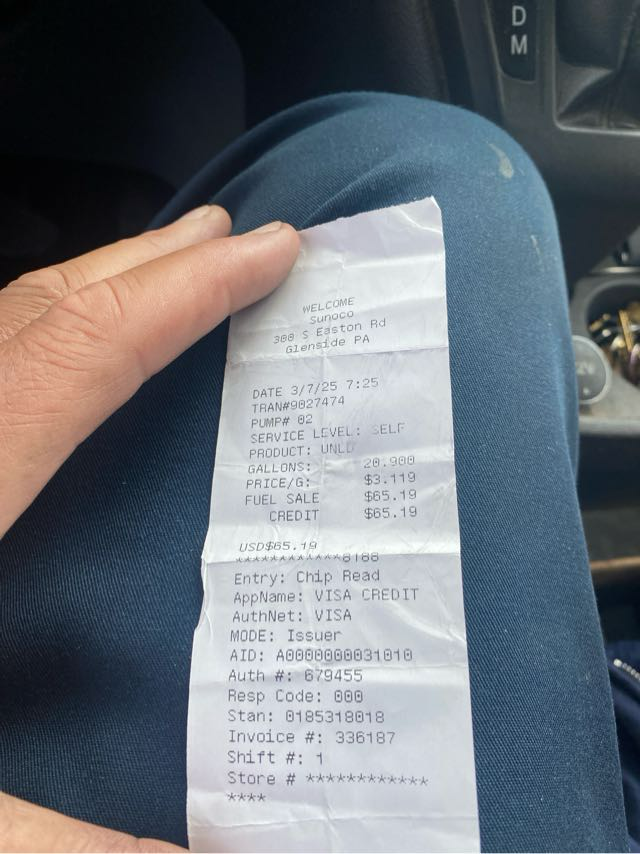 D
M
WELCOME
Sunoco
300 S Easton Rd
Glenside PA
DATE 3/7/25 7:25
TRAN#9027474
PUMP# 02
SERVICE LEVEL: SELF
PRODUCT: UNLD
GALLONS: 20.900
PRICE/G: $3.119
FUEL SALE $65.19
CREDIT $65.19
USD$65.19
************8188
Entry: Chip Read
AppName: VISA CREDIT
AuthNet: VISA
MODE: Issuer
AID: A0000000031010
Auth #: 679455
Resp Code: 000
Stan: 0185318018
Invoice #: 336187
Shift #: 1
Store # ************
****